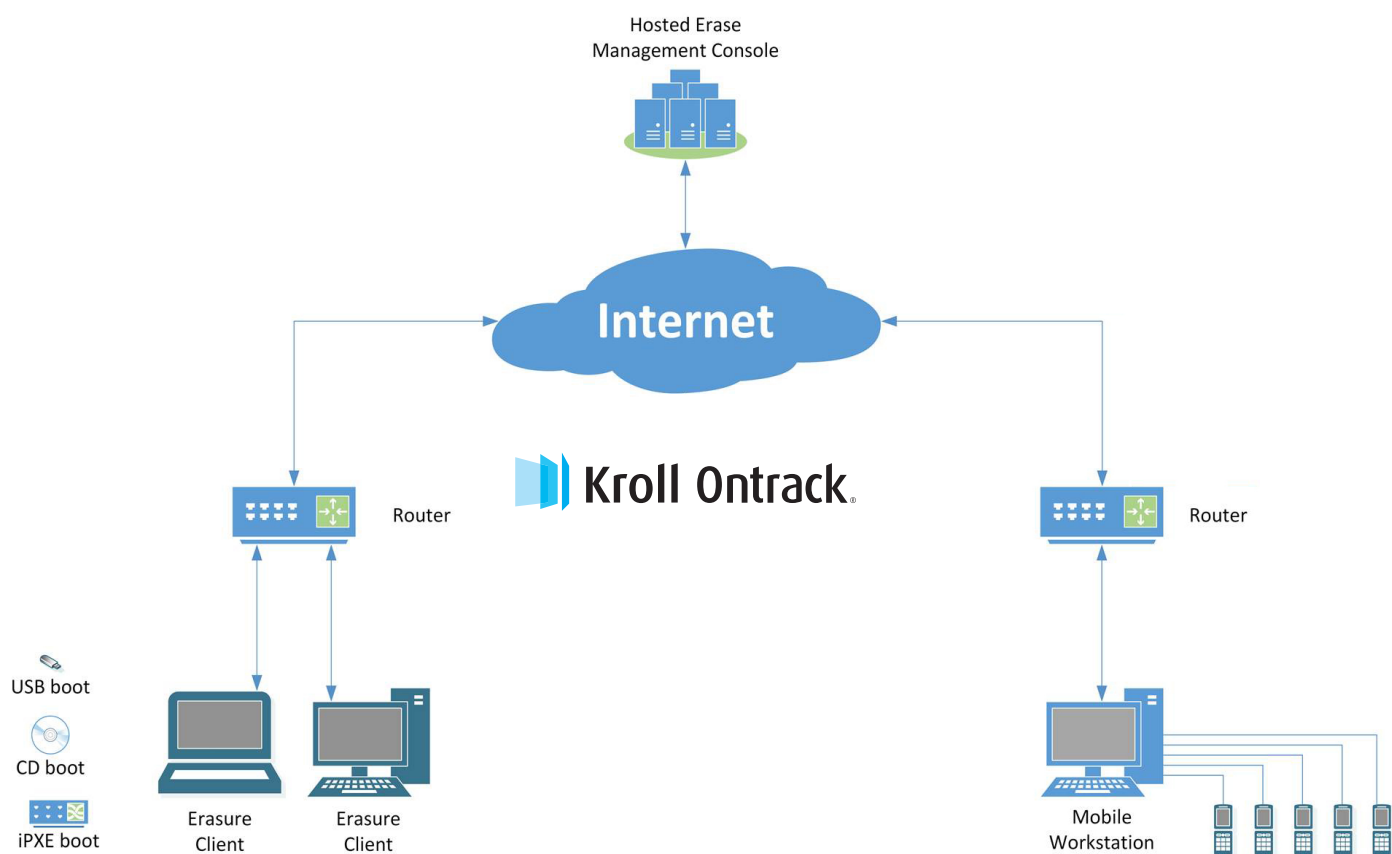 Hosted Erase
Management Console
Internet
Kroll Ontrack®
Router
Router
USB boot
CD boot
iPXE boot
Erasure
Client
Erasure
Client
Mobile
Workstation